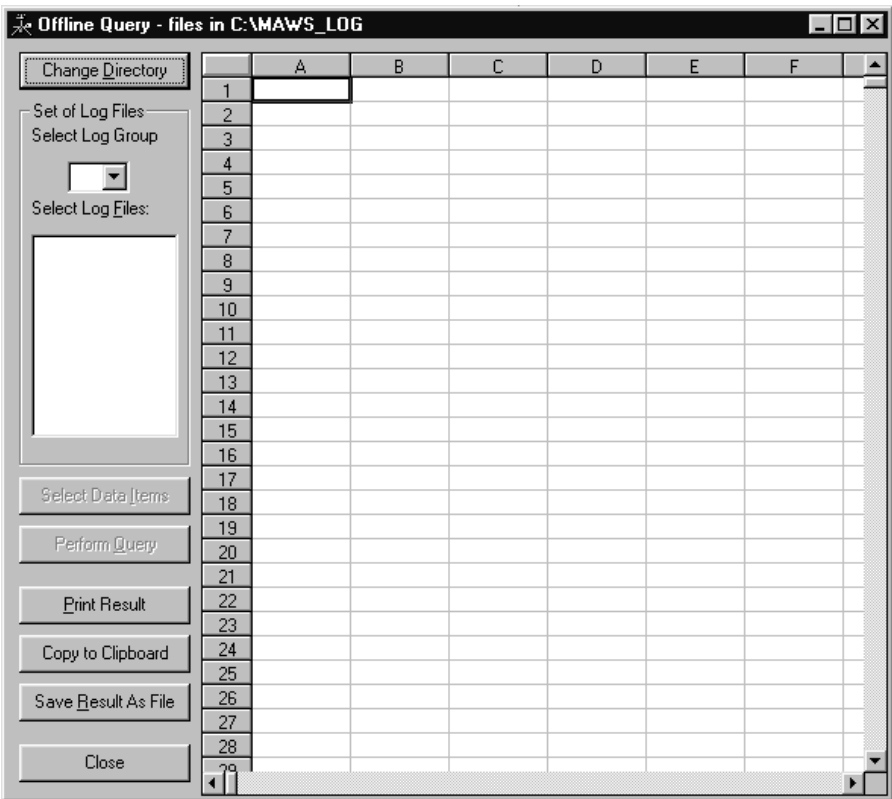 Offline Query - files in C:\MAWS_LOG
Change Directory
Set of Log Files
Select Log Group
Select Log Files:
Select Data Items
Perform Query
Print Result
Copy to Clipboard
Save Result As File
Close
A B C D E F
1
2
3
4
5
6
7
8
9
10
11
12
13
14
15
16
17
18
19
20
21
22
23
24
25
26
27
28
29